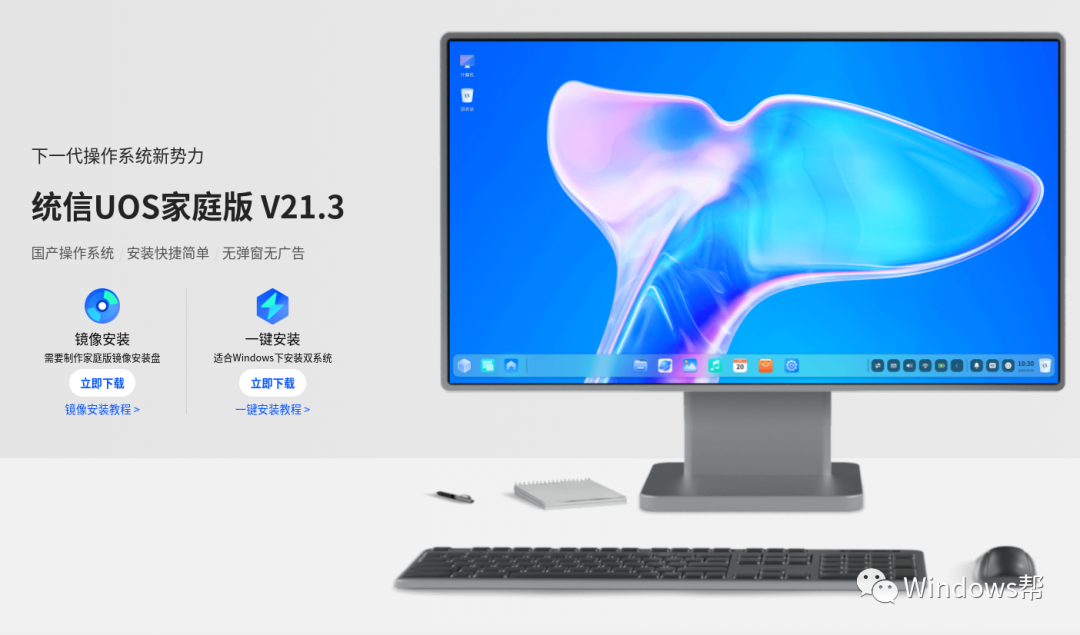 下一代操作系统新势力
统信UOS家庭版 V21.3
国产操作系统 / 安装快捷简单 / 无弹窗无广告
镜像安装
需要制作家庭版镜像安装盘
立即下载
镜像安装教程 >
一键安装
适合Windows下安装双系统
立即下载
一键安装教程 >
计算机
回收站
20
10:30
Windows帮